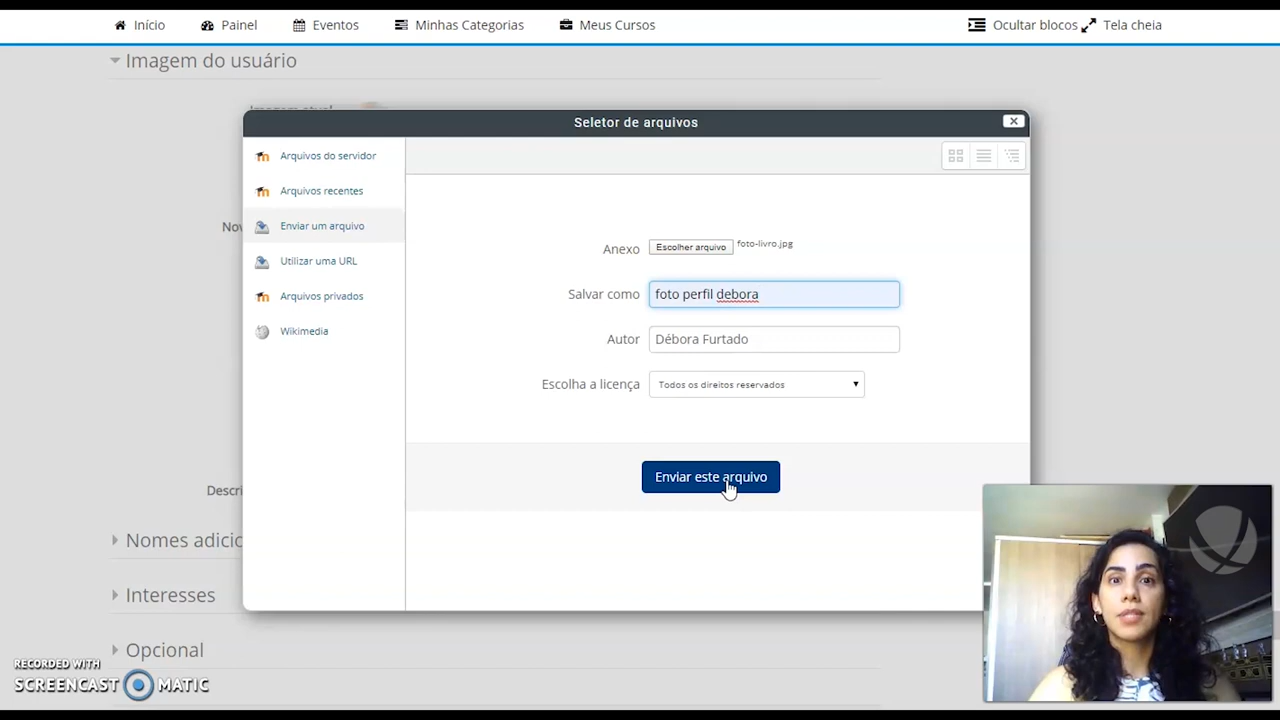 Início Painel Eventos Minhas Categorias Meus Cursos Ocultar blocos Tela cheia
Imagem do usuário
Seletor de arquivos
Arquivos do servidor
Arquivos recentes
Enviar um arquivo
Utilizar uma URL
Arquivos privados
Wikimedia
Anexo Escolher arquivo foto-livro.jpg
Salvar como foto perfil debora
Autor Débora Furtado
Escolha a licença Todos os direitos reservados
Enviar este arquivo
Nov
Descri
Nomes adicio
Interesses
Opcional
RECORDED WITH
SCREENCAST MATIC